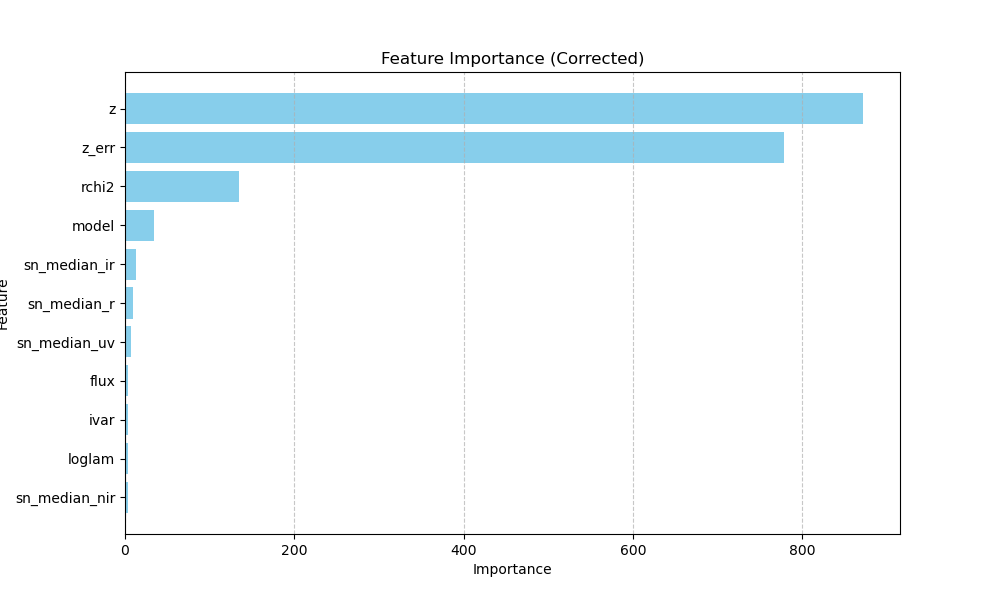 Feature Importance (Corrected)
z
z_err
rchi2
model
sn_median_ir
sn_median_r
sn_median_uv
flux
ivar
loglam
sn_median_nir
Feature
0 200 400 600 800
Importance